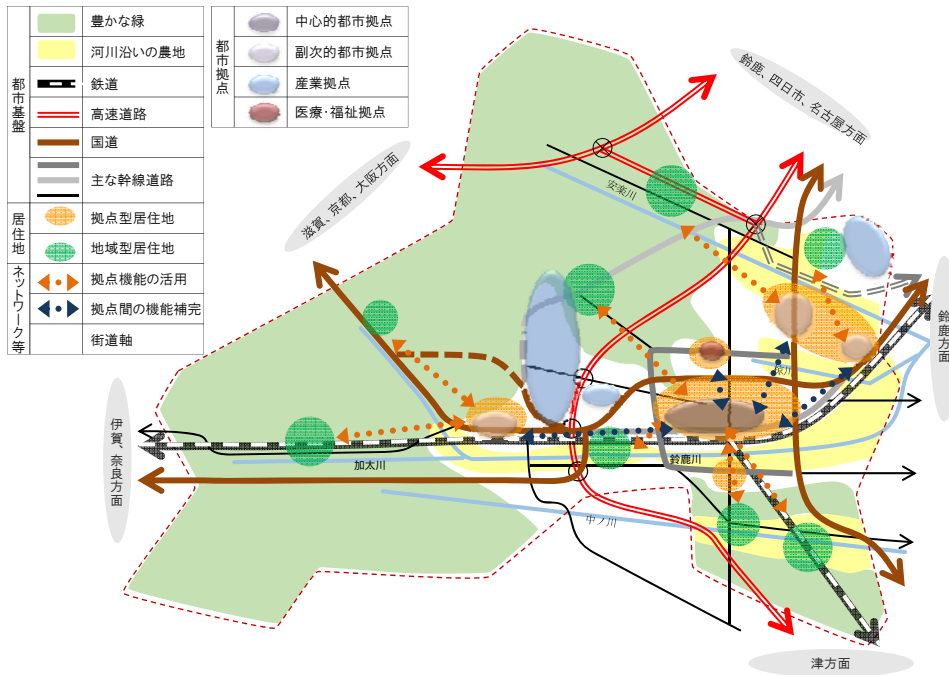 都市基盤
豊かな緑
河川沿いの農地
鉄道
高速道路
国道
主な幹線道路
居住地
拠点型居住地
地域型居住地
ネットワーク等
拠点機能の活用
拠点間の機能補完
街道軸
都市拠点
中心的都市拠点
副次的都市拠点
産業拠点
医療・福祉拠点
鈴鹿、四日市、名古屋方面
滋賀、京都、大阪方面
安楽川
鈴鹿方面
伊賀、奈良方面
加太川
鈴鹿川
中ノ川
津方面